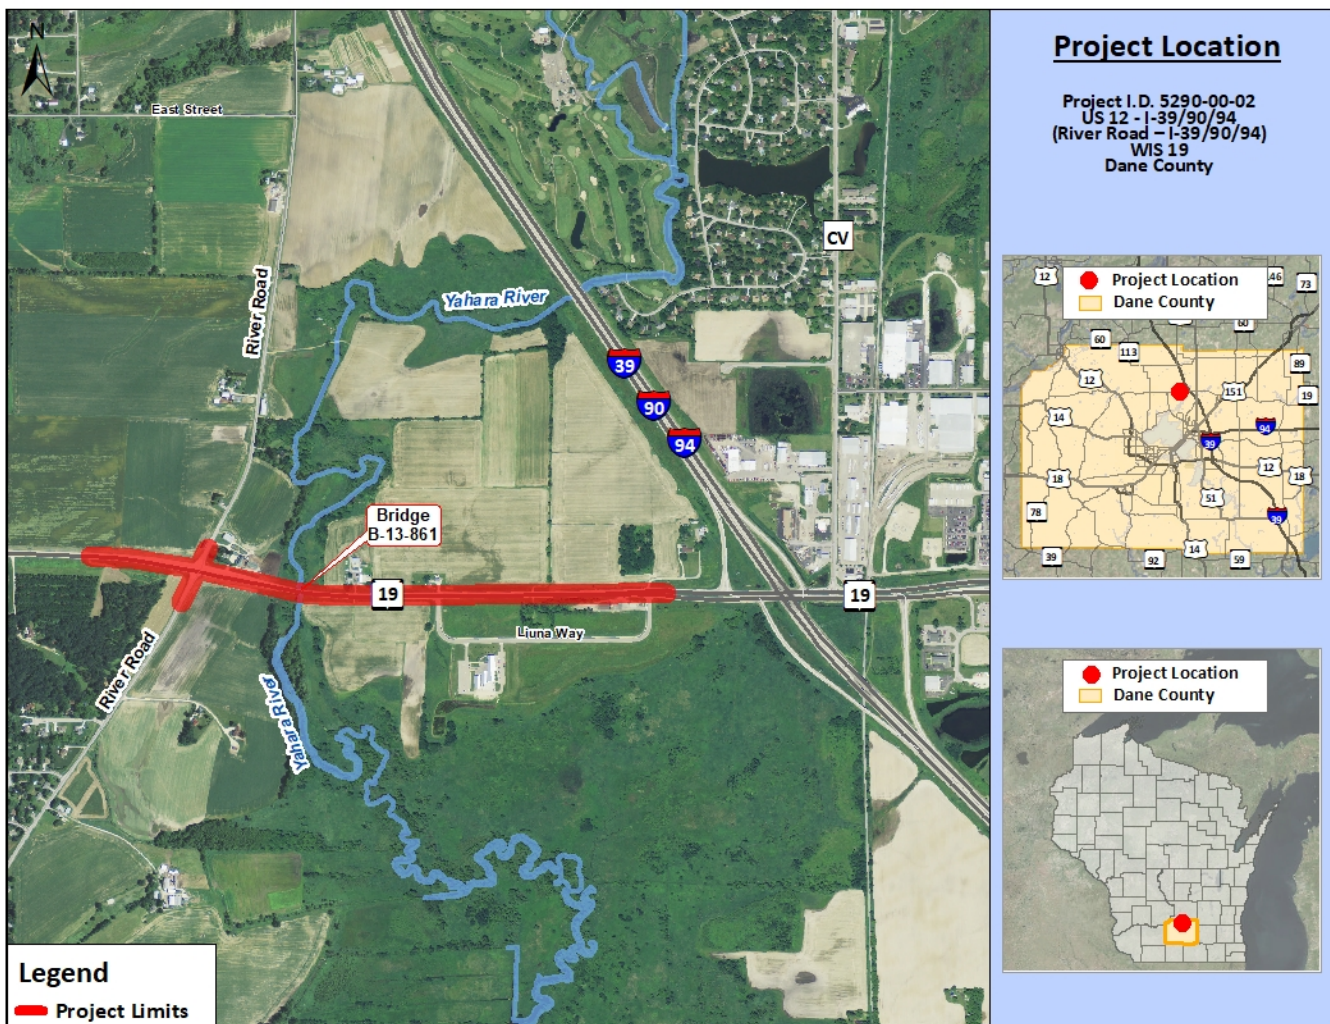 N
East Street
River Road
Yahara River
CV
39
90
94
Bridge
B-13-861
19
19
Liuna Way
River Road
Yahara River
Legend
Project Limits
Project Location
Project I.D. 5290-00-02
US 12 - I-39/90/94
(River Road – I-39/90/94)
WIS 19
Dane County
Project Location
Dane County
12
46
73
60
60
113
89
12
151
19
14
94
39
12
18
18
51
78
39
39
92
14
59
Project Location
Dane County